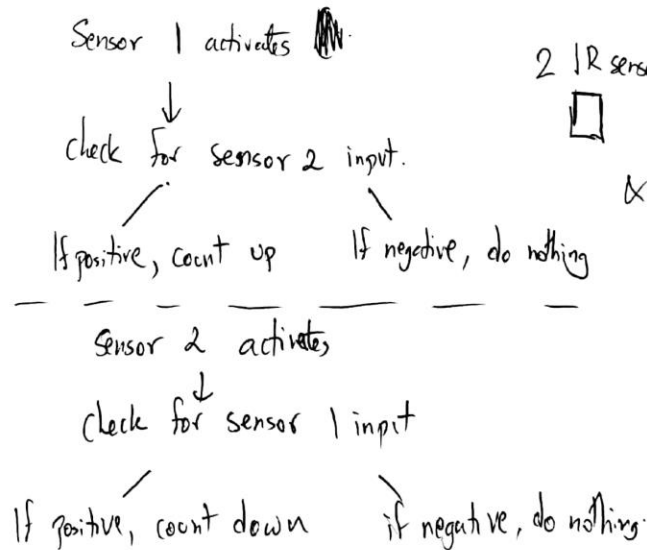 Sensor 1 activates
2 IR sens
check for sensor 2 input.
&
If positive, count up
If negative, do nothing
Sensor 2 activates
check for sensor 1 input
If positive, count down
if negative, do nothing.